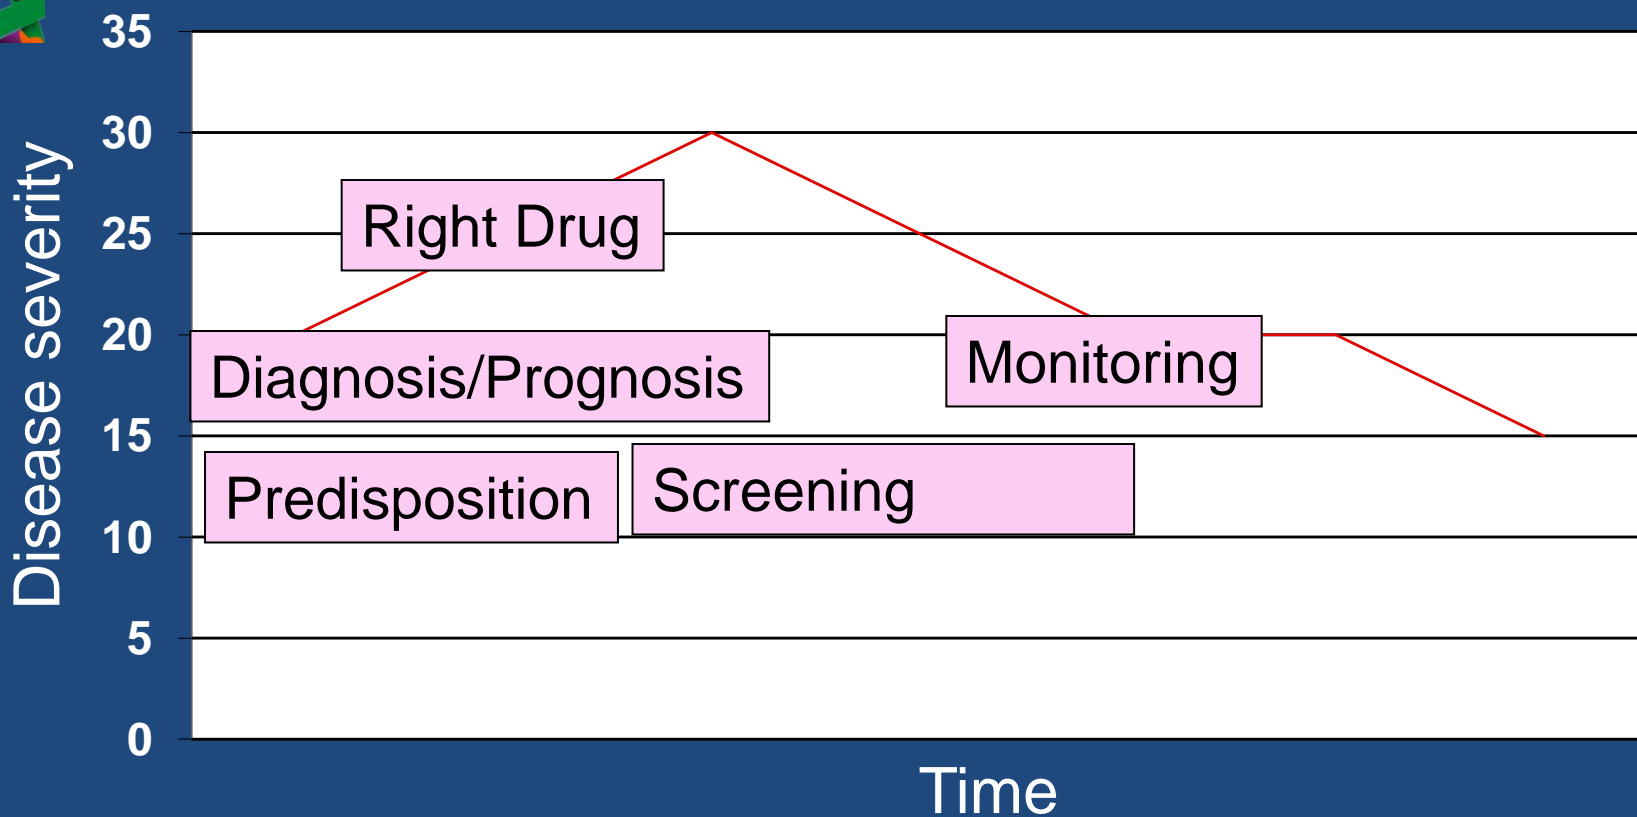 35
30
25
20
15
10
5
0
Disease severity
Right Drug
Diagnosis/Prognosis
Monitoring
Predisposition
Screening
Time